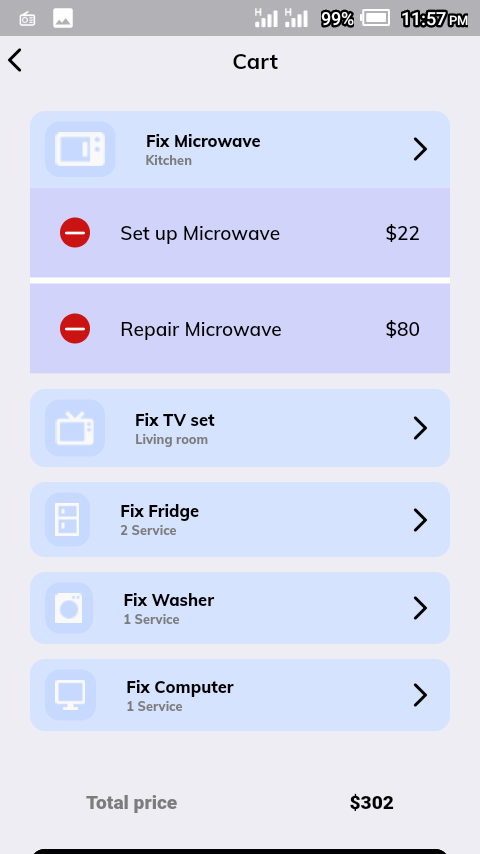 H H 99% 11:57 PM
Cart
Fix Microwave
Kitchen
Set up Microwave $22
Repair Microwave $80
Fix TV set
Living room
Fix Fridge
2 Service
Fix Washer
1 Service
Fix Computer
1 Service
Total price $302